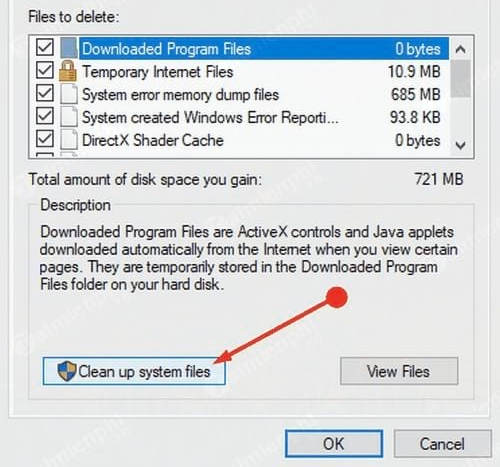 Files to delete:
Downloaded Program Files 0 bytes
Temporary Internet Files 10.9 MB
System error memory dump files 685 MB
System created Windows Error Reporti... 93.8 KB
DirectX Shader Cache 0 bytes
Total amount of disk space you gain: 721 MB
Description
Downloaded Program Files are ActiveX controls and Java applets
downloaded automatically from the Internet when you view certain
pages. They are temporarily stored in the Downloaded Program
Files folder on your hard disk.
Clean up system files View Files
OK Cancel